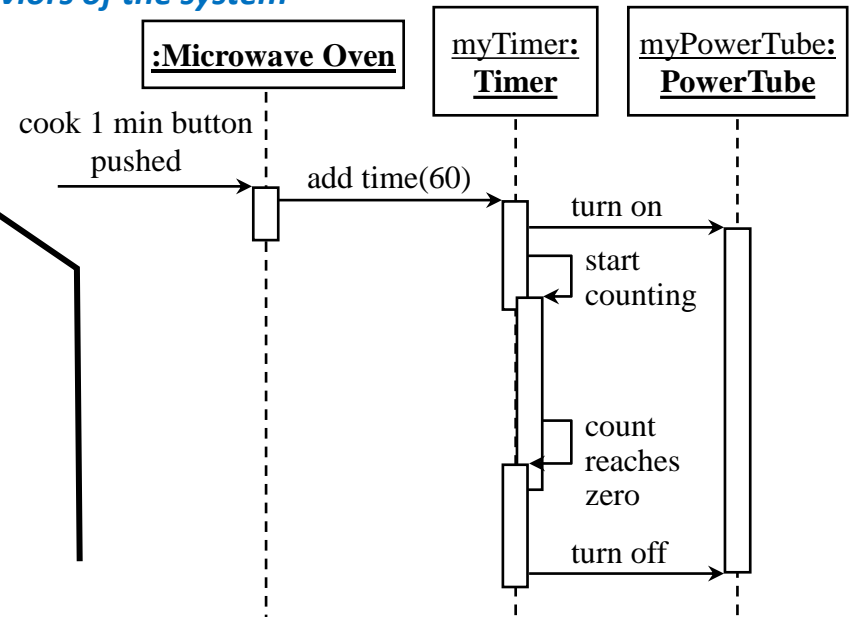 viors of the system
:Microwave Oven
myTimer:
Timer
myPowerTube:
PowerTube
cook 1 min button
pushed
add time(60)
turn on
start
counting
count
reaches
zero
turn off